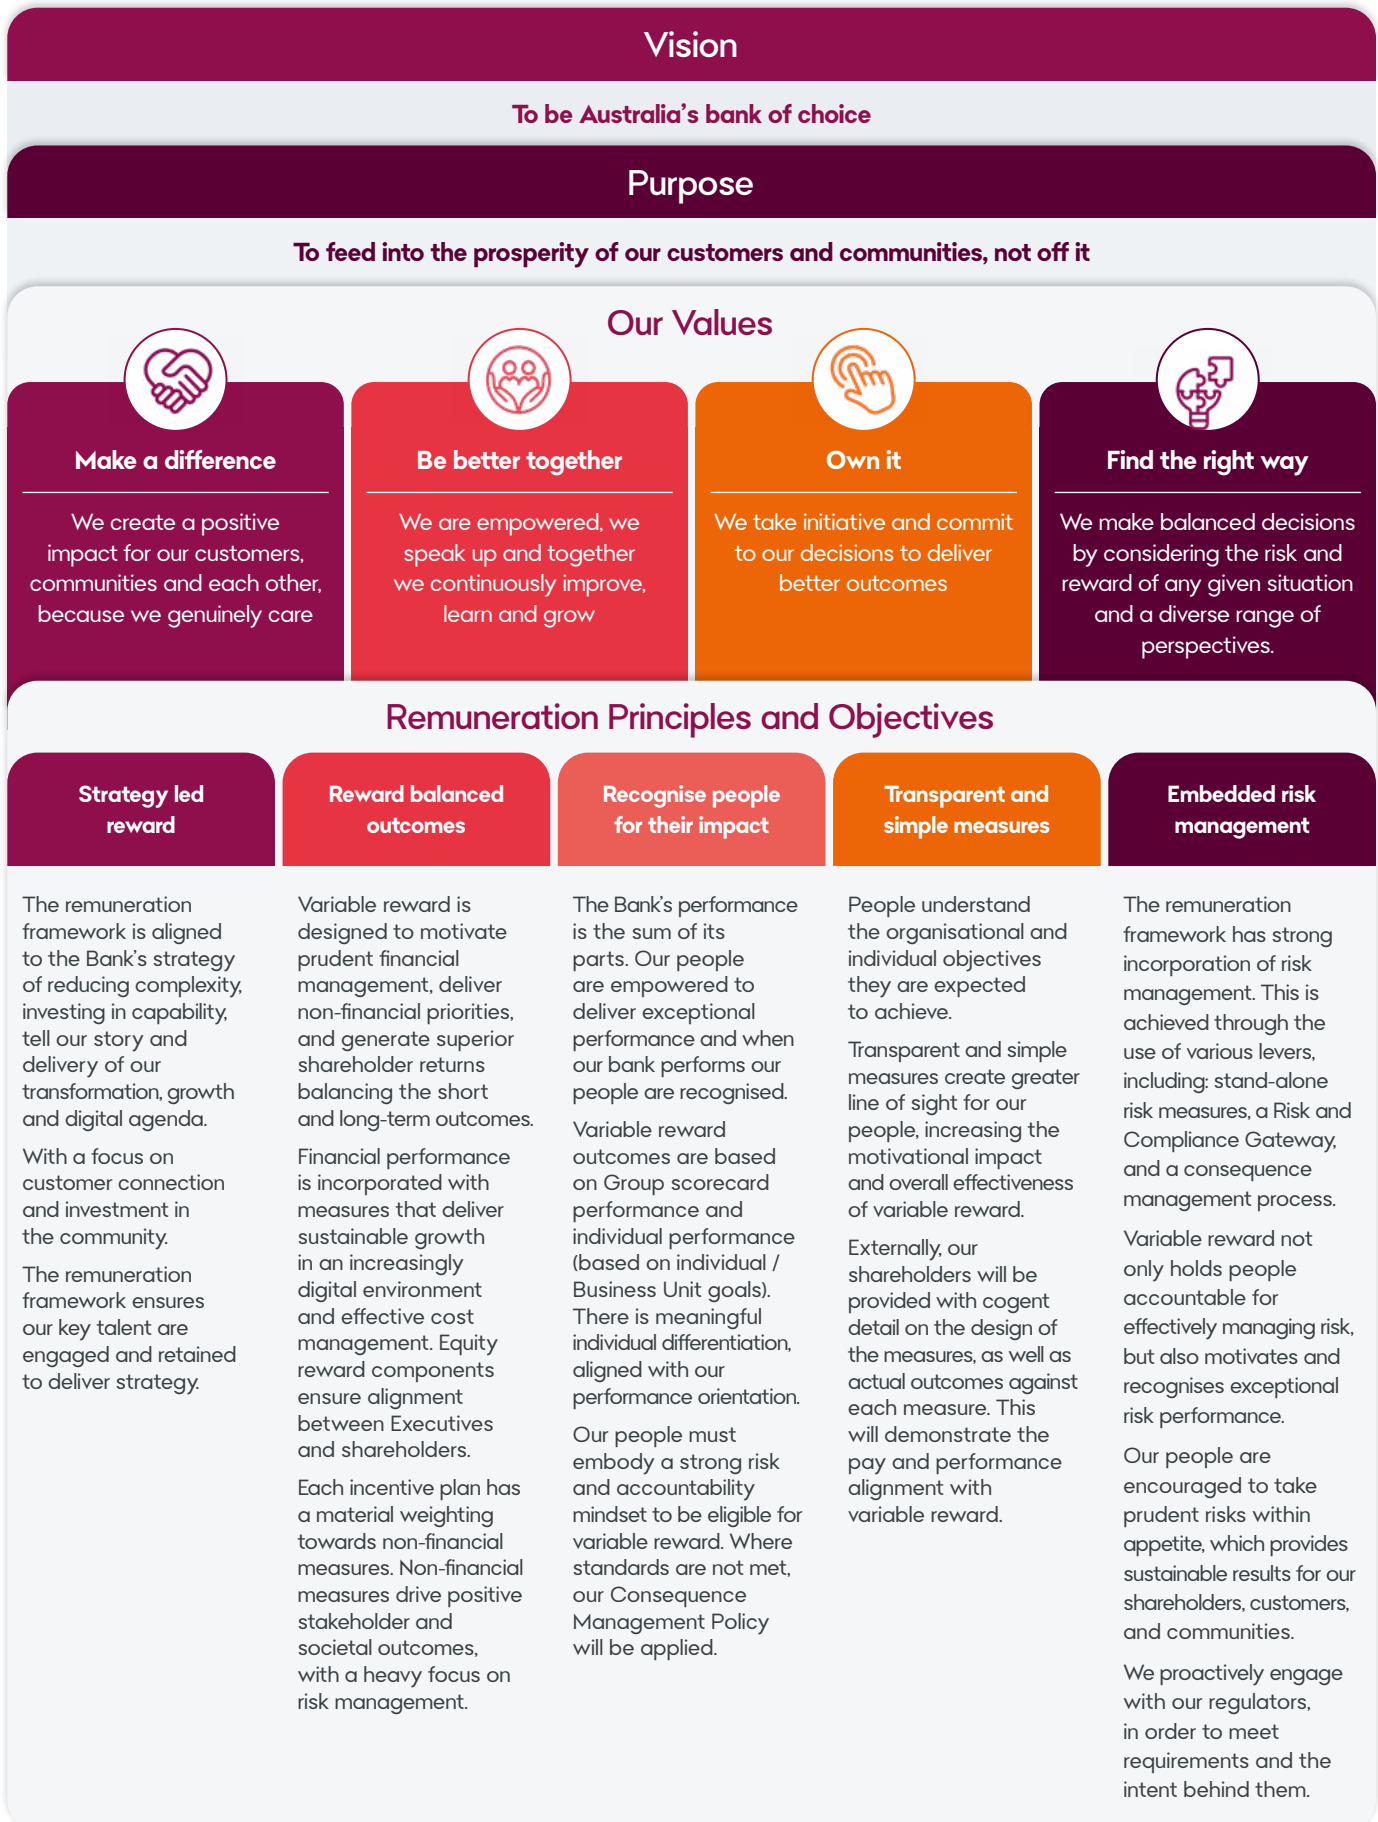 Vision
To be Australia's bank of choice
Purpose
To feed into the prosperity of our customers and communities, not off it
Our Values
Make a difference
We create a positive
impact for our customers,
communities and each other,
because we genuinely care
Be better together
We are empowered, we
speak up and together
we continuously improve,
learn and grow
Own it
We take initiative and commit
to our decisions to deliver
better outcomes
Find the right way
We make balanced decisions
by considering the risk and
reward of any given situation
and a diverse range of
perspectives.
Remuneration Principles and Objectives
Strategy led
reward
The remuneration
framework is aligned
to the Bank's strategy
of reducing complexity,
investing in capability,
tell our story and
delivery of our
transformation, growth
and digital agenda.
With a focus on
customer connection
and investment in
the community.
The remuneration
framework ensures
our key talent are
engaged and retained
to deliver strategy.
Reward balanced
outcomes
Variable reward is
designed to motivate
prudent financial
management, deliver
non-financial priorities,
and generate superior
shareholder returns
balancing the short
and long-term outcomes.
Financial performance
is incorporated with
measures that deliver
sustainable growth
in an increasingly
digital environment
and effective cost
management. Equity
reward components
ensure alignment
between Executives
and shareholders.
Each incentive plan has
a material weighting
towards non-financial
measures. Non-financial
measures drive positive
stakeholder and
societal outcomes,
with a heavy focus on
risk management.
Recognise people
for their impact
The Bank's performance
is the sum of its
parts. Our people
are empowered to
deliver exceptional
performance and when
our bank performs our
people are recognised.
Variable reward
outcomes are based
on Group scorecard
performance and
individual performance
(based on individual /
Business Unit goals).
There is meaningful
individual differentiation,
aligned with our
performance orientation.
Our people must
embody a strong risk
and accountability
mindset to be eligible for
variable reward. Where
standards are not met,
our Consequence
Management Policy
will be applied.
Transparent and
simple measures
People understand
the organisational and
individual objectives
they are expected
to achieve.
Transparent and simple
measures create greater
line of sight for our
people, increasing the
motivational impact
and overall effectiveness
of variable reward.
Externally, our
shareholders will be
provided with cogent
detail on the design of
the measures, as well as
actual outcomes against
each measure. This
will demonstrate the
pay and performance
alignment with
variable reward.
Embedded risk
management
The remuneration
framework has strong
incorporation of risk
management. This is
achieved through the
use of various levers,
including: stand-alone
risk measures, a Risk and
Compliance Gateway,
and a consequence
management process.
Variable reward not
only holds people
accountable for
effectively managing risk,
but also motivates and
recognises exceptional
risk performance.
Our people are
encouraged to take
prudent risks within
appetite, which provides
sustainable results for our
shareholders, customers,
and communities.
We proactively engage
with our regulators,
in order to meet
requirements and the
intent behind them.